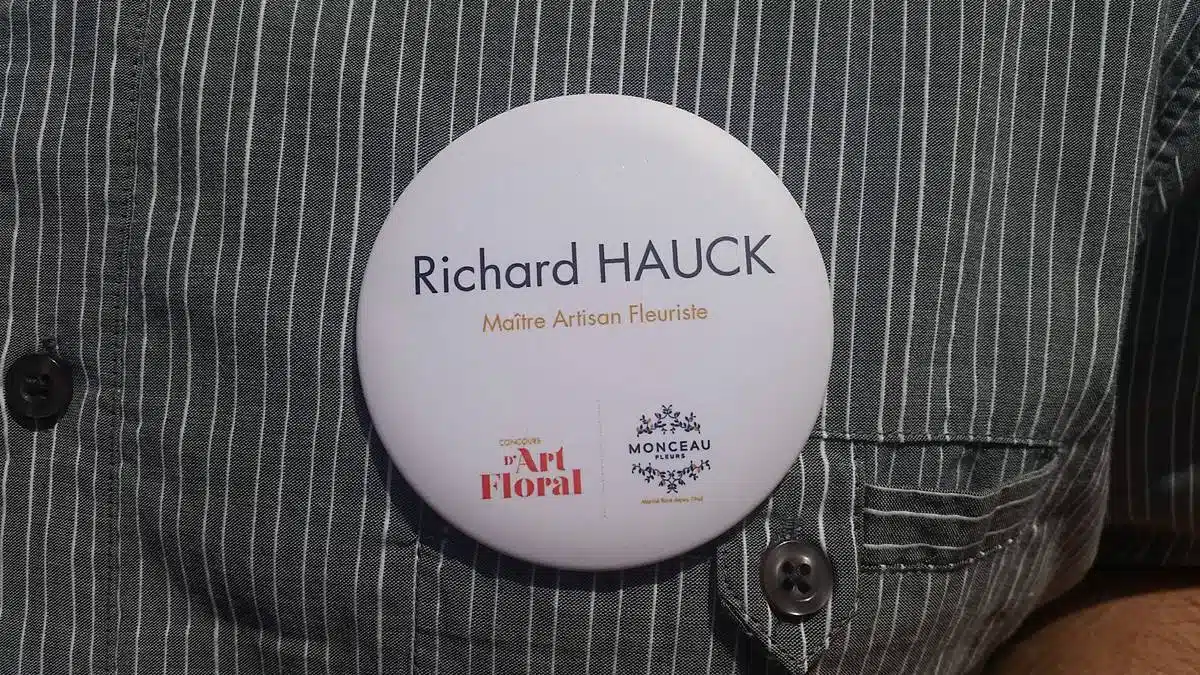 Richard HAUCK
Maître Artisan Fleuriste
CONCOURS
D'Art
Floral
MONCEAU
FLEURS